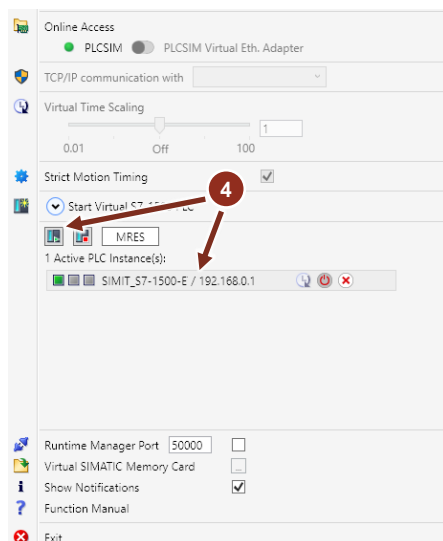 Online Access
PLCSIM PLCSIM Virtual Eth. Adapter
TCP/IP communication with
Virtual Time Scaling
1
0.01 Off 100
Strict Motion Timing
4
Start Virtual PLC
MRES
1 Active PLC Instance(s):
SIMIT_S7-1500-E / 192.168.0.1
Runtime Manager Port 50000
Virtual SIMATIC Memory Card ...
Show Notifications
Function Manual
Exit